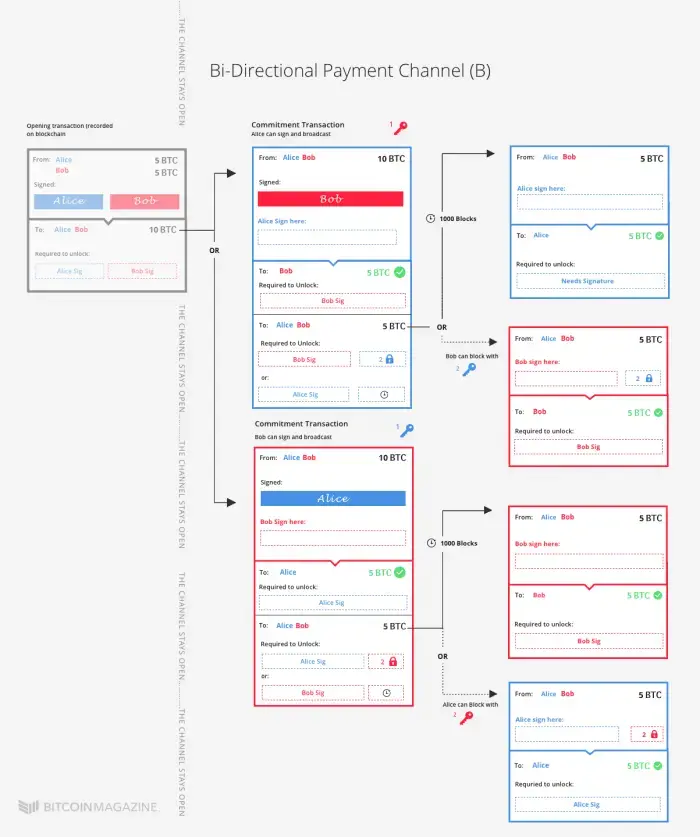 Bi-Directional Payment Channel (B)
THE CHANNEL STAYS OPEN
THE CHANNEL STAYS OPEN
THE CHANNEL STAYS OPEN
THE CHANNEL STAYS OPEN
THE CHANNEL STAYS OPEN
Opening transaction (recorded
on blockchain
From: Alice 5 BTC
Bob 5 BTC
Signed:
Alice Bob
To: Alice Bob 10 BTC
Required to unlock:
Alice Sig Bob Sig
OR
Commitment Transaction
Alice can sign and broadcast
1
From: Alice Bob 10 BTC
Signed:
Bob
Alice Sign here:
To: Bob 5 BTC
Required to Unlock:
Bob Sig
To: Alice Bob 5 BTC
Required to Unlock:
Bob Sig 2
or:
Alice Sig
1000 Blocks
OR
Bob can block with
2
From: Alice Bob 5 BTC
Alice sign here:
To: Alice 5 BTC
Required to unlock:
Needs Signature
From: Alice Bob 5 BTC
Bob sign here:
2
To: Bob 5 BTC
Required to unlock:
Bob Sig
Commitment Transaction
Bob can sign and broadcast
1
From: Alice Bob 10 BTC
Signed:
Alice
Bob Sign here:
To: Alice 5 BTC
Required to unlock:
Alice Sig
To: Alice Bob 5 BTC
Required to Unlock:
Alice Sig 2
or:
Bob Sig
1000 Blocks
OR
Alice can Block with
2
From: Alice Bob 5 BTC
Bob sign here:
To: Bob 5 BTC
Required to unlock:
Bob Sig
From: Alice Bob 5 BTC
Alice sign here:
2
To: Alice 5 BTC
Requried to unlock:
Alice Sig
BITCOINMAGAZINE.